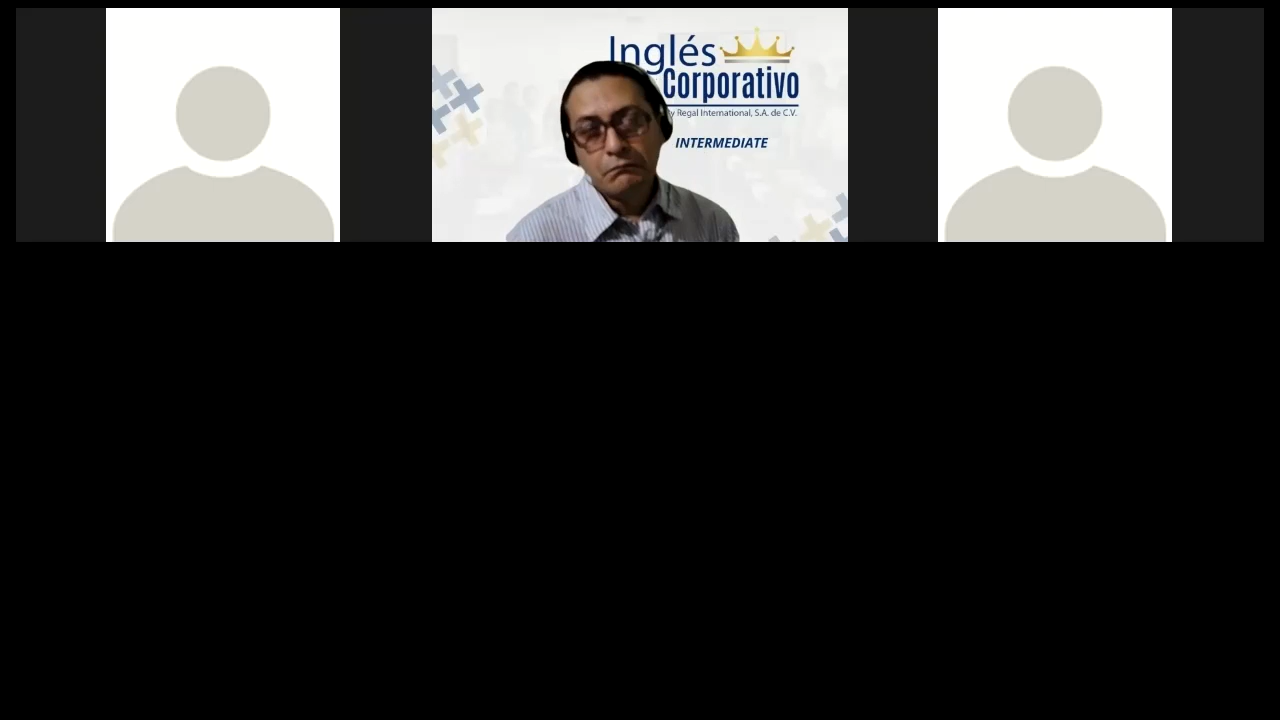 Inglés
Corporativo
y Regal International, S.A. de C.V.
INTERMEDIATE